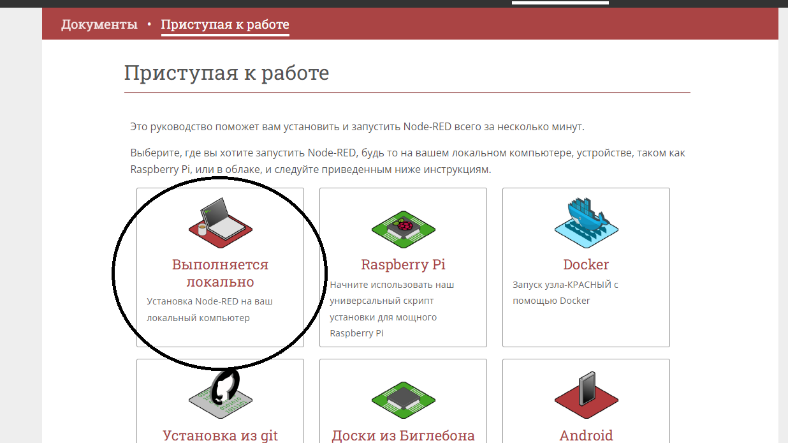 Документы • Приступая к работе
Приступая к работе
Это руководство поможет вам установить и запустить Node-RED всего за несколько минут.
Выберите, где вы хотите запустить Node-RED, будь то на вашем локальном компьютере, устройстве, таком как
Raspberry Pi, или в облаке, и следуйте приведенным ниже инструкциям.
Выполняется
локально
Установка Node-RED на ваш
локальный компьютер
Raspberry Pi
Начните использовать наш
универсальный скрипт
установки для мощного
Raspberry Pi
Docker
Запуск узла-КРАСНЫЙ с
помощью Docker
Установка из git
Доски из Биглебона
Android